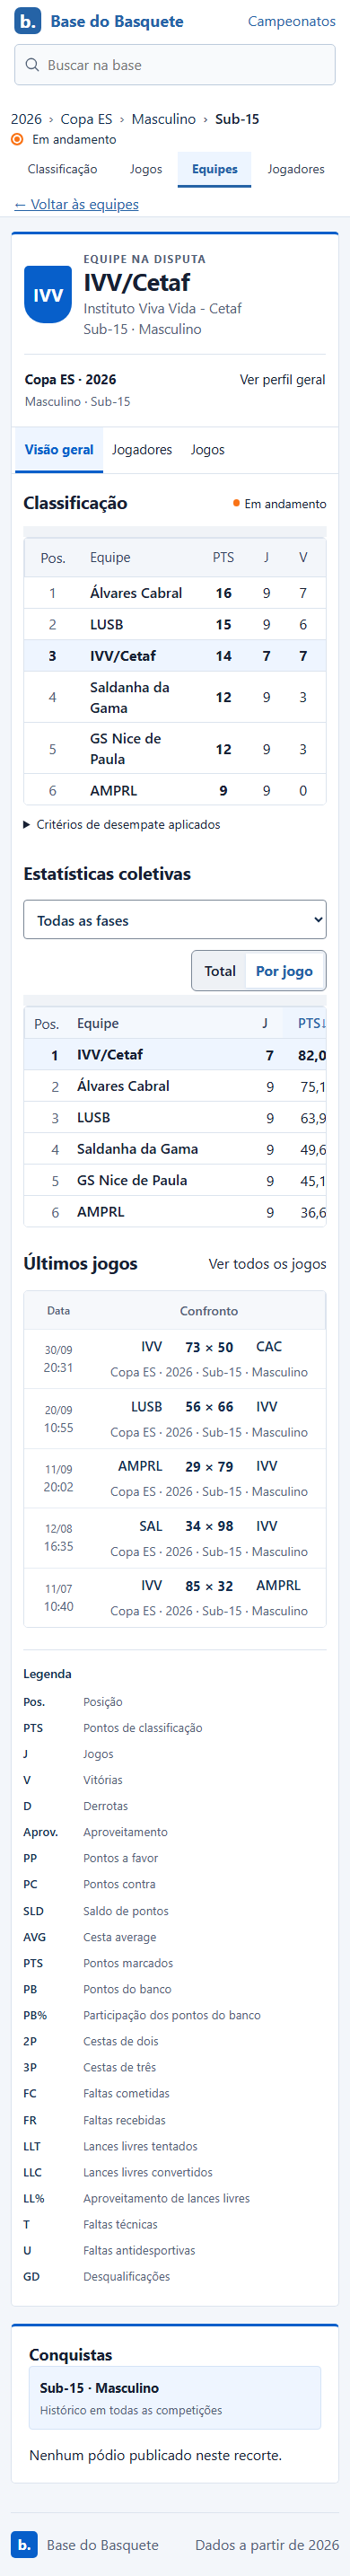 b. Base do Basquete Campeonatos
Buscar na base
2026 › Copa ES › Masculino › Sub-15
Em andamento
Classificação Jogos Equipes Jogadores
← Voltar às equipes
EQUIPE NA DISPUTA
IVV IVV/Cetaf
Instituto Viva Vida - Cetaf
Sub-15 · Masculino
Copa ES · 2026 Ver perfil geral
Masculino · Sub-15
Visão geral Jogadores Jogos
Classificação Em andamento
Pos. Equipe PTS J V
1 Álvares Cabral 16 9 7
2 LUSB 15 9 6
3 IVV/Cetaf 14 7 7
4 Saldanha da Gama 12 9 3
5 GS Nice de Paula 12 9 3
6 AMPRL 9 9 0
▶ Critérios de desempate aplicados
Estatísticas coletivas
Todas as fases
Total Por jogo
Pos. Equipe J PTS↓
1 IVV/Cetaf 7 82,0
2 Álvares Cabral 9 75,1
3 LUSB 9 63,9
4 Saldanha da Gama 9 49,6
5 GS Nice de Paula 9 45,1
6 AMPRL 9 36,6
Últimos jogos Ver todos os jogos
Data Confronto
30/09 20:31 IVV 73 × 50 CAC
Copa ES · 2026 · Sub-15 · Masculino
20/09 10:55 LUSB 56 × 66 IVV
Copa ES · 2026 · Sub-15 · Masculino
11/09 20:02 AMPRL 29 × 79 IVV
Copa ES · 2026 · Sub-15 · Masculino
12/08 16:35 SAL 34 × 98 IVV
Copa ES · 2026 · Sub-15 · Masculino
11/07 10:40 IVV 85 × 32 AMPRL
Copa ES · 2026 · Sub-15 · Masculino
Legenda
Pos. Posição
PTS Pontos de classificação
J Jogos
V Vitórias
D Derrotas
Aprov. Aproveitamento
PP Pontos a favor
PC Pontos contra
SLD Saldo de pontos
AVG Cesta average
PTS Pontos marcados
PB Pontos do banco
PB% Participação dos pontos do banco
2P Cestas de dois
3P Cestas de três
FC Faltas cometidas
FR Faltas recebidas
LLT Lances livres tentados
LLC Lances livres convertidos
LL% Aproveitamento de lances livres
T Faltas técnicas
U Faltas antidesportivas
GD Desqualificações
Conquistas
Sub-15 · Masculino
Histórico em todas as competições
Nenhum pódio publicado neste recorte.
b. Base do Basquete Dados a partir de 2026